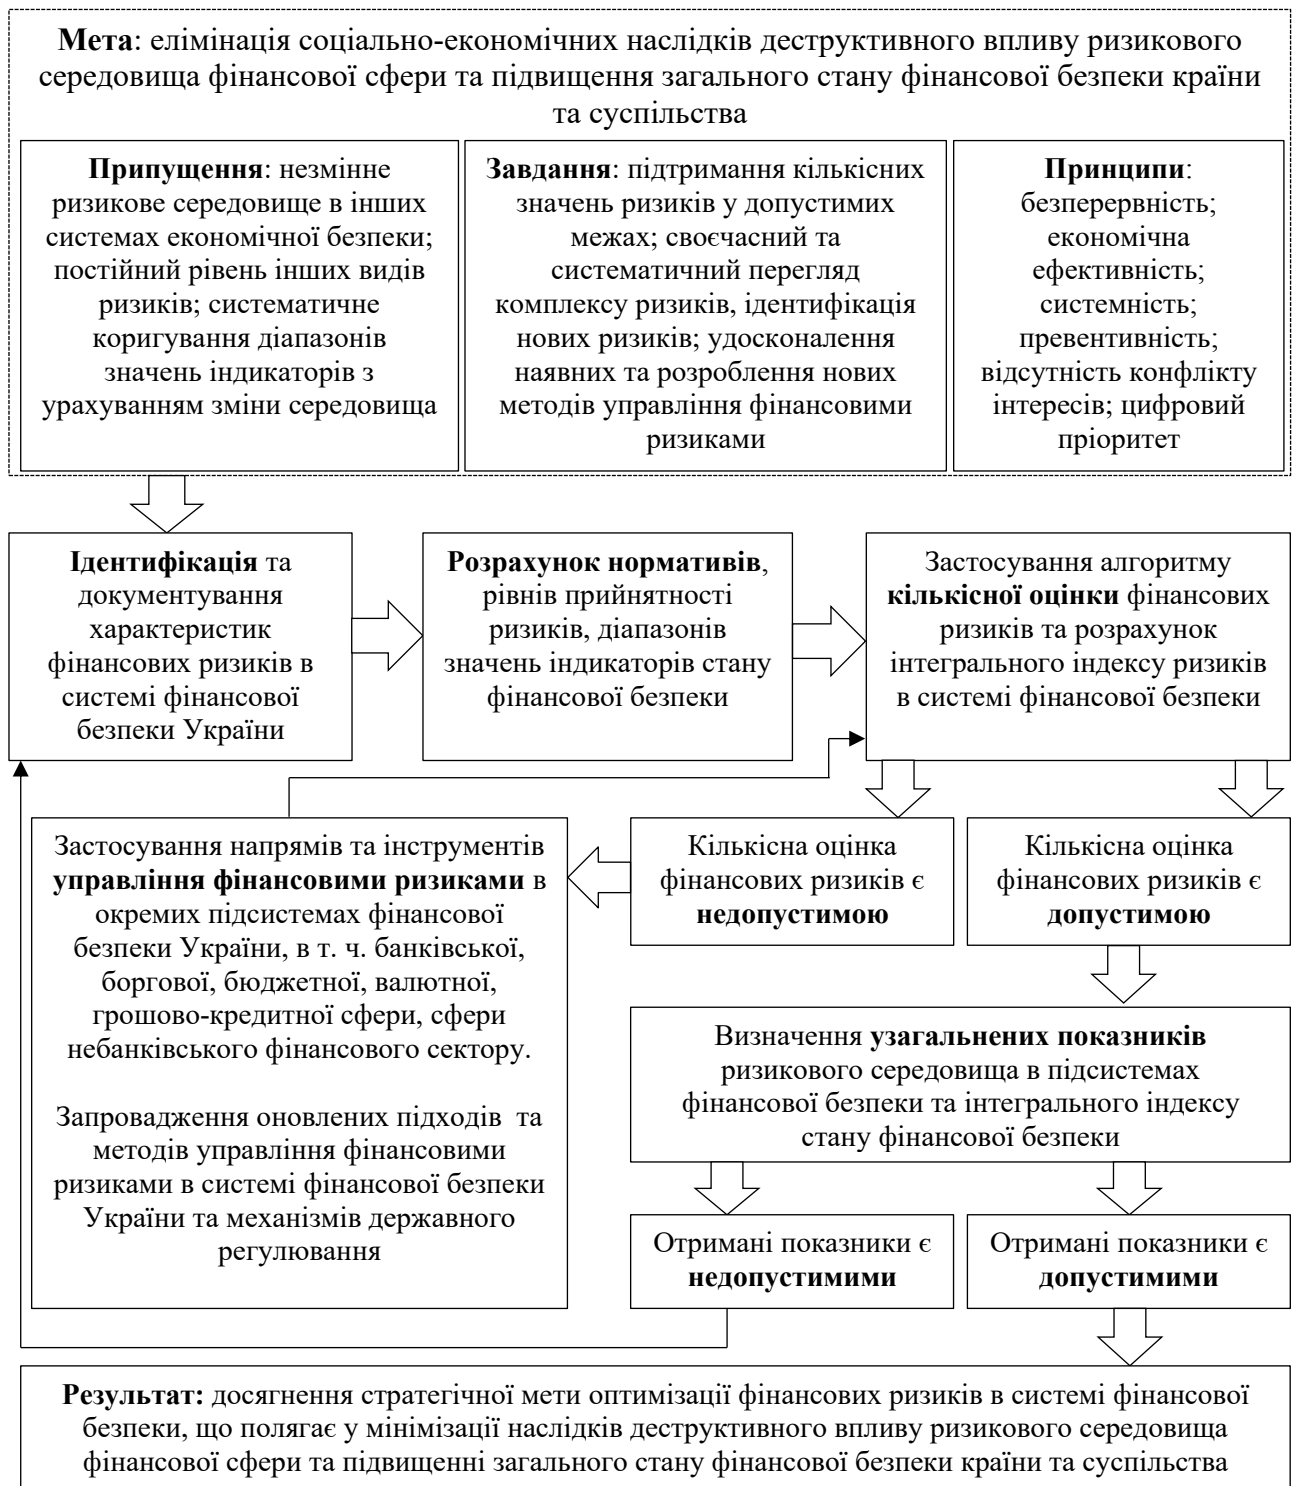 Мета: елімінація соціально-економічних наслідків деструктивного впливу ризикового
середовища фінансової сфери та підвищення загального стану фінансової безпеки країни
та суспільства
Припущення: незмінне
ризикове середовище в інших
системах економічної безпеки;
постійний рівень інших видів
ризиків; систематичне
коригування діапазонів
значень індикаторів з
урахуванням зміни середовища
Завдання: підтримання кількісних
значень ризиків у допустимих
межах; своєчасний та
систематичний перегляд
комплексу ризиків, ідентифікація
нових ризиків; удосконалення
наявних та розроблення нових
методів управління фінансовими
ризиками
Принципи:
безперервність;
економічна
ефективність;
системність;
превентивність;
відсутність конфлікту
інтересів; цифровий
пріоритет
Ідентифікація та
документування
характеристик
фінансових ризиків в
системі фінансової
безпеки України
Розрахунок нормативів,
рівнів прийнятності
ризиків, діапазонів
значень індикаторів стану
фінансової безпеки
Застосування алгоритму
кількісної оцінки фінансових
ризиків та розрахунок
інтегрального індексу ризиків
в системі фінансової безпеки
Застосування напрямів та інструментів
управління фінансовими ризиками в
окремих підсистемах фінансової
безпеки України, в т. ч. банківської,
боргової, бюджетної, валютної,
грошово-кредитної сфери, сфери
небанківського фінансового сектору.
Запровадження оновлених підходів та
методів управління фінансовими
ризиками в системі фінансової безпеки
України та механізмів державного
регулювання
Кількісна оцінка
фінансових ризиків є
недопустимою
Кількісна оцінка
фінансових ризиків є
допустимою
Визначення узагальнених показників
ризикового середовища в підсистемах
фінансової безпеки та інтегрального індексу
стану фінансової безпеки
Отримані показники є
недопустимими
Отримані показники є
допустимими
Результат: досягнення стратегічної мети оптимізації фінансових ризиків в системі фінансової
безпеки, що полягає у мінімізації наслідків деструктивного впливу ризикового середовища
фінансової сфери та підвищенні загального стану фінансової безпеки країни та суспільства